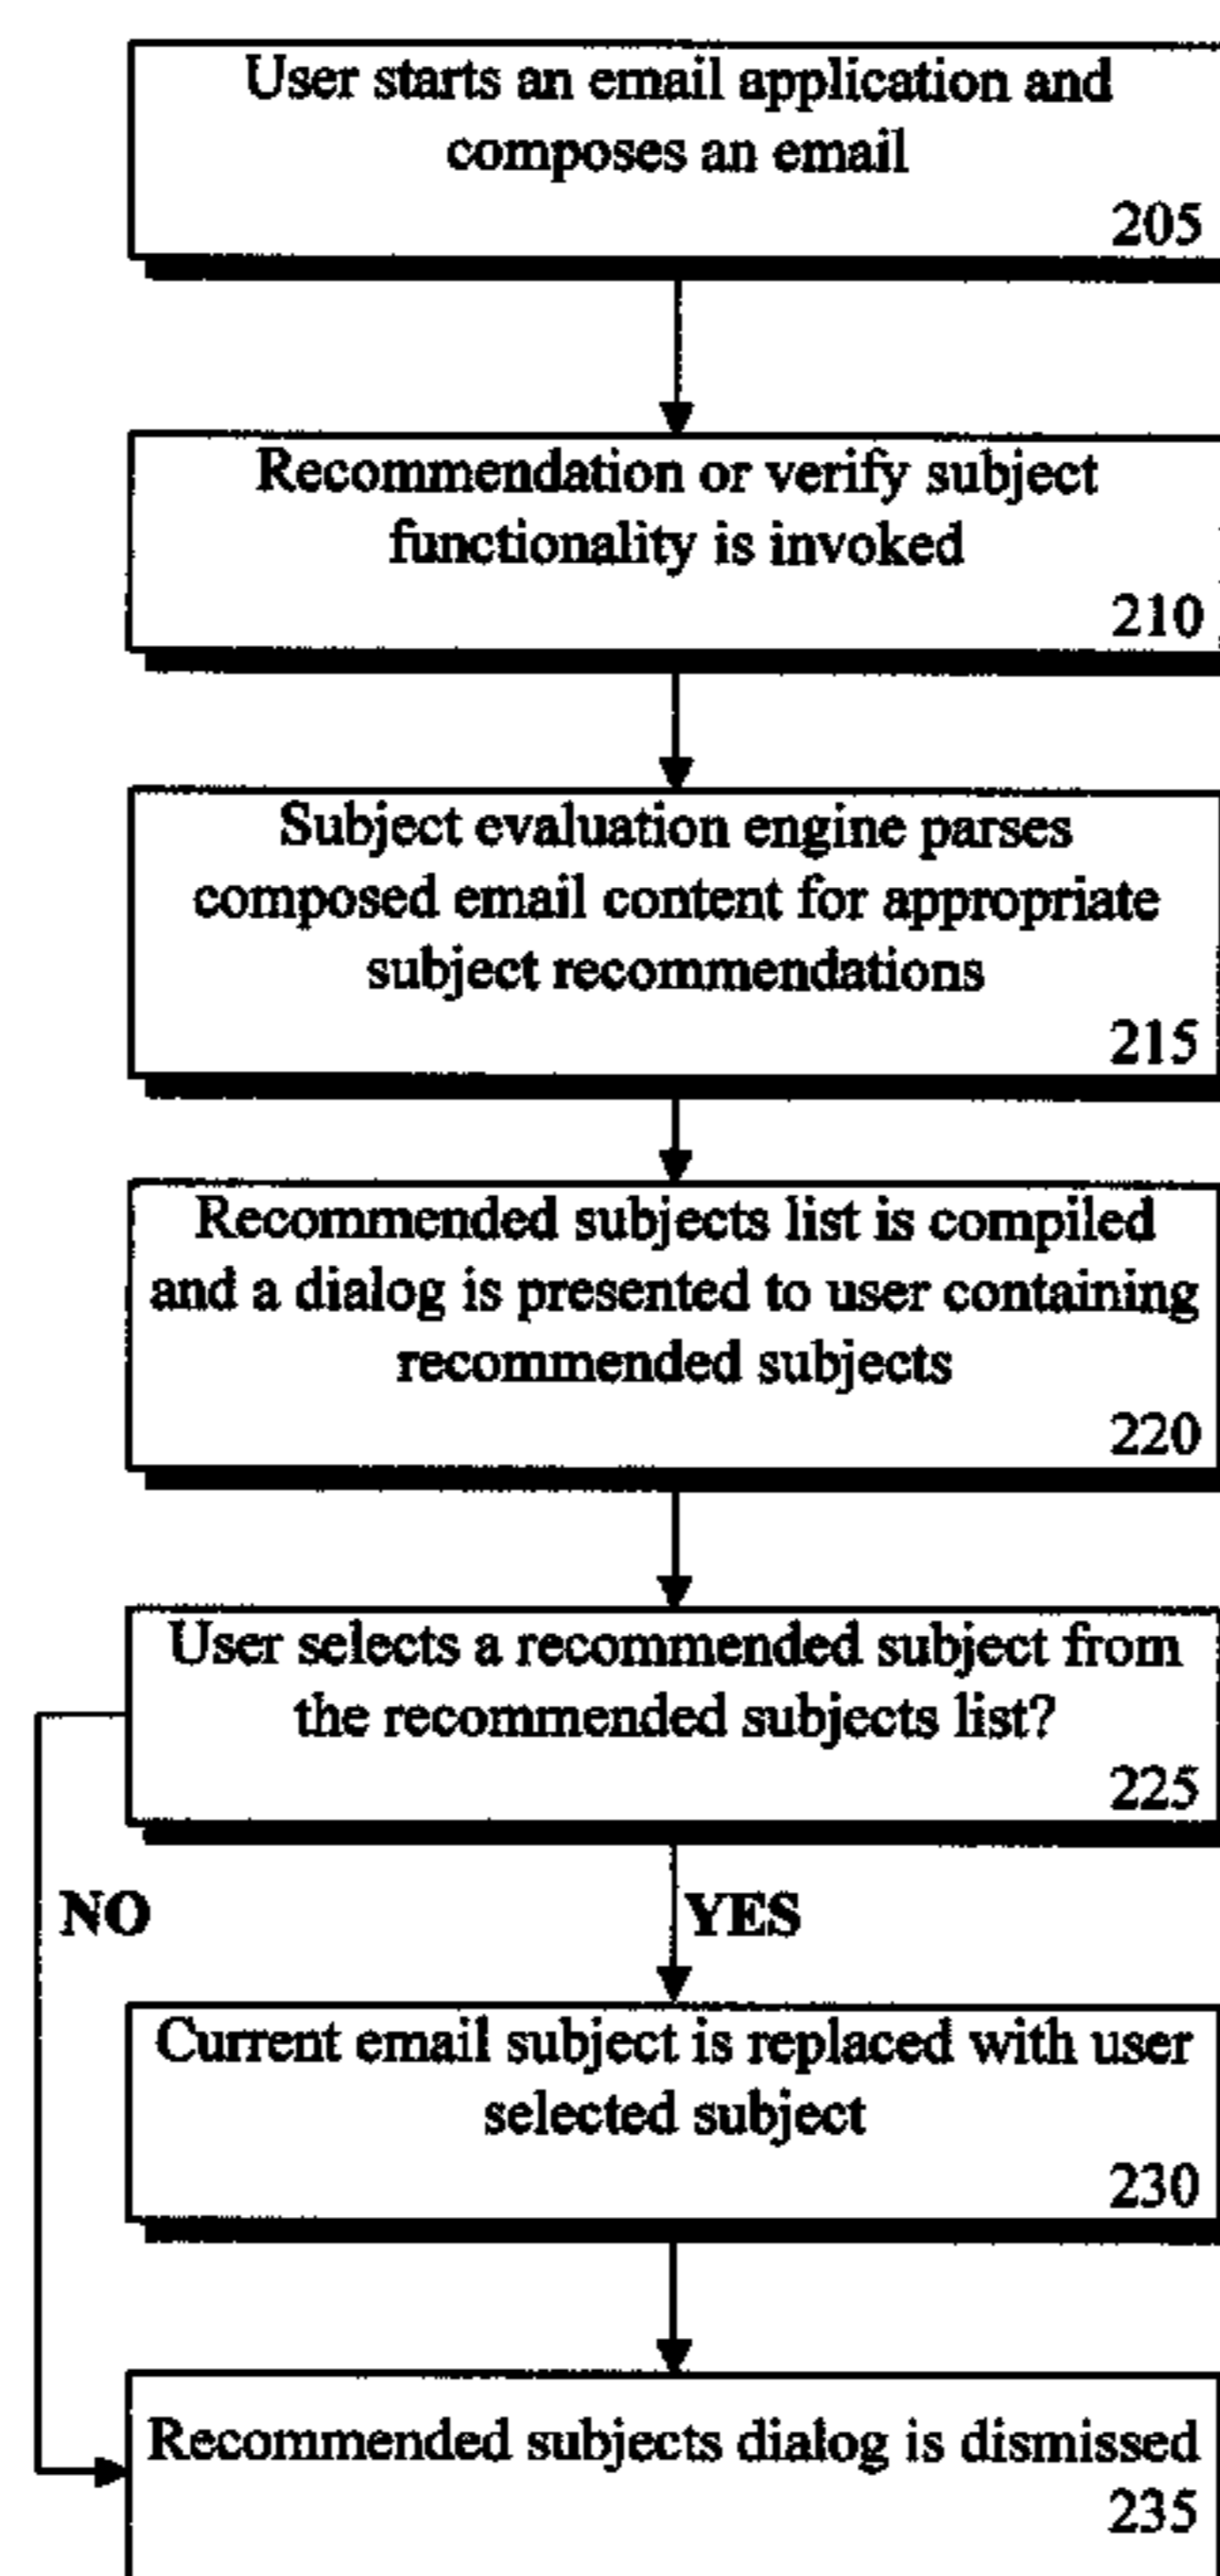 User starts an email application and
composes an email
205
Recommendation or verify subject
functionality is invoked
210
Subject evaluation engine parses
composed email content for appropriate
subject recommendations
215
Recommended subjects list is compiled
and a dialog is presented to user containing
recommended subjects
220
User selects a recommended subject from
the recommended subjects list?
225
NO
YES
Current email subject is replaced with user
selected subject
230
Recommended subjects dialog is dismissed
235